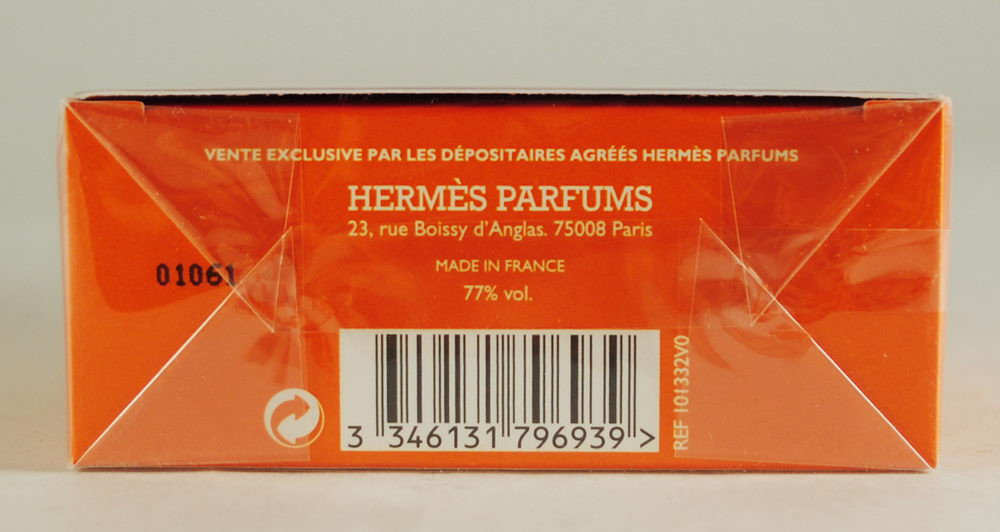 VENTE EXCLUSIVE PAR LES DÉPOSITAIRES AGRÉÉS HERMÈS PARFUMS
HERMÈS PARFUMS
23, rue Boissy d'Anglas. 75008 Paris
MADE IN FRANCE
77% vol.
01061
3 346131 796939 >
REF 101332V0